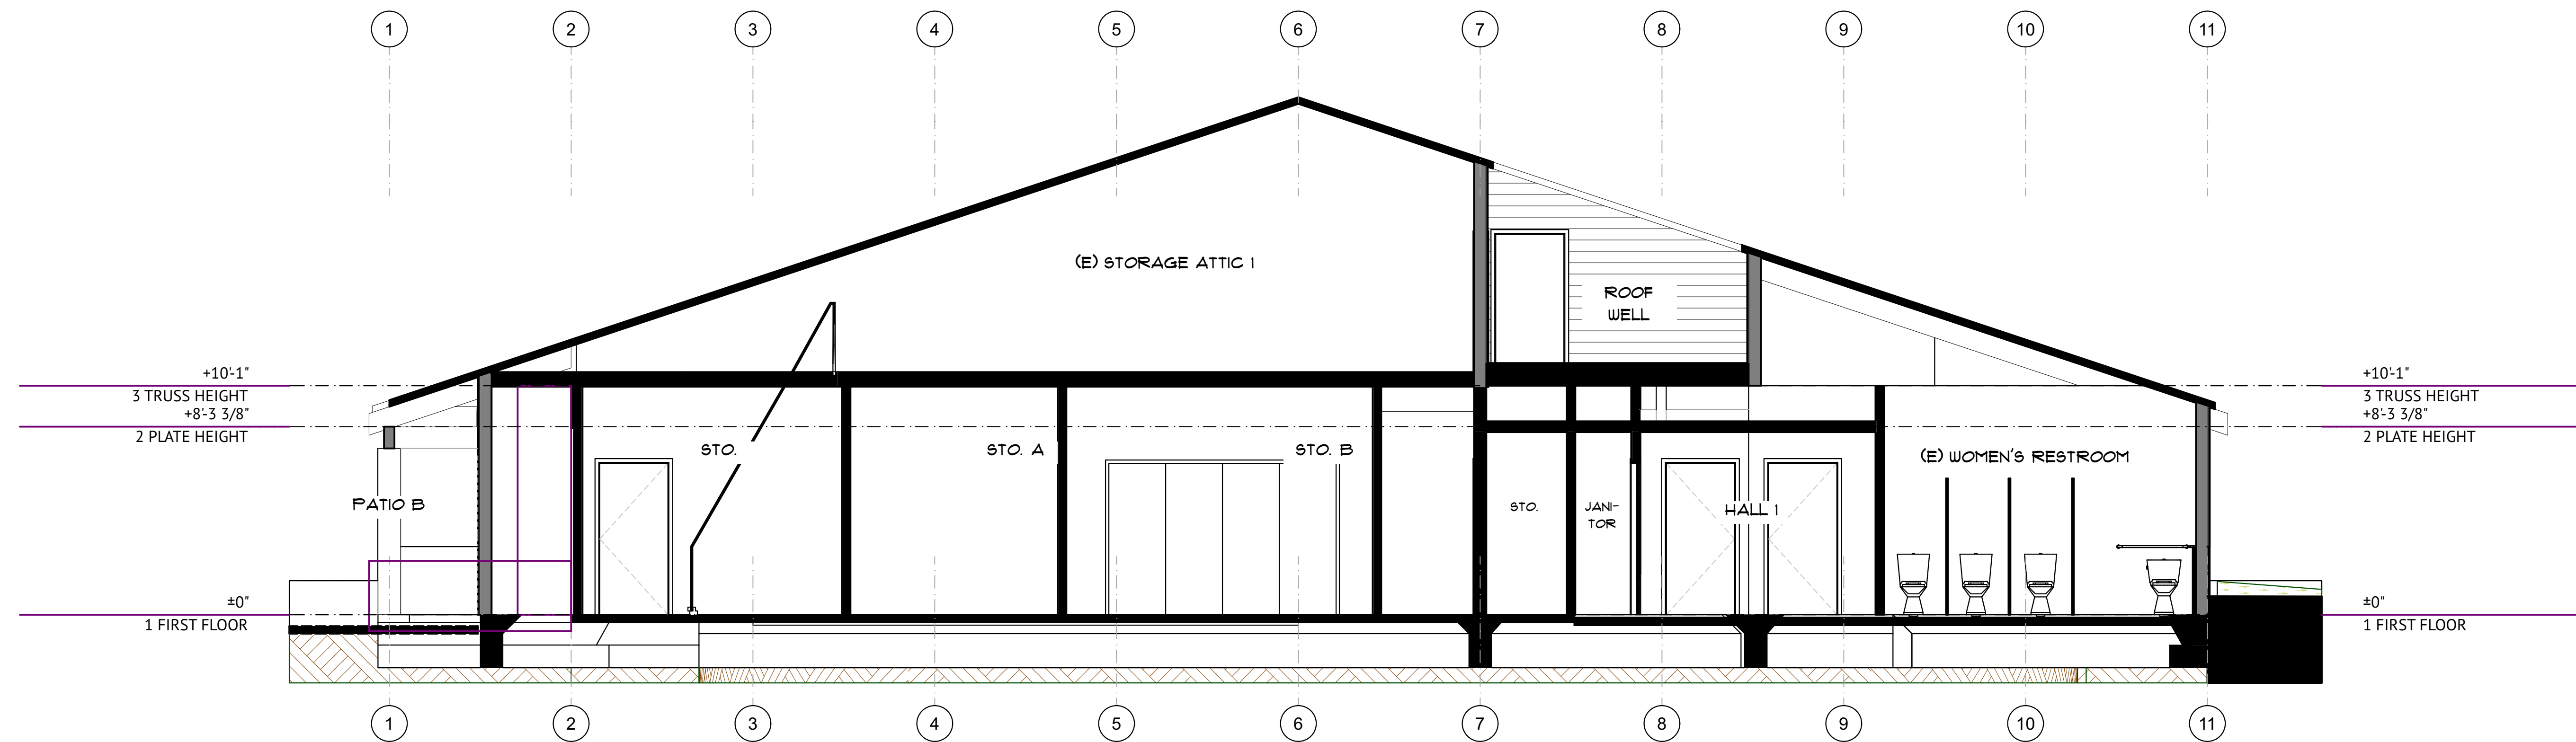 1 2 3 4 5 6 7 8 9 10 11
(E) STORAGE ATTIC 1
ROOF
WELL
+10'-1"
3 TRUSS HEIGHT
+8'-3 3/8"
2 PLATE HEIGHT
+10'-1"
3 TRUSS HEIGHT
+8'-3 3/8"
2 PLATE HEIGHT
STO.
STO. A
STO. B
(E) WOMEN'S RESTROOM
PATIO B
STO.
JANI-
TOR
HALL 1
±0"
1 FIRST FLOOR
±0"
1 FIRST FLOOR
1 2 3 4 5 6 7 8 9 10 11